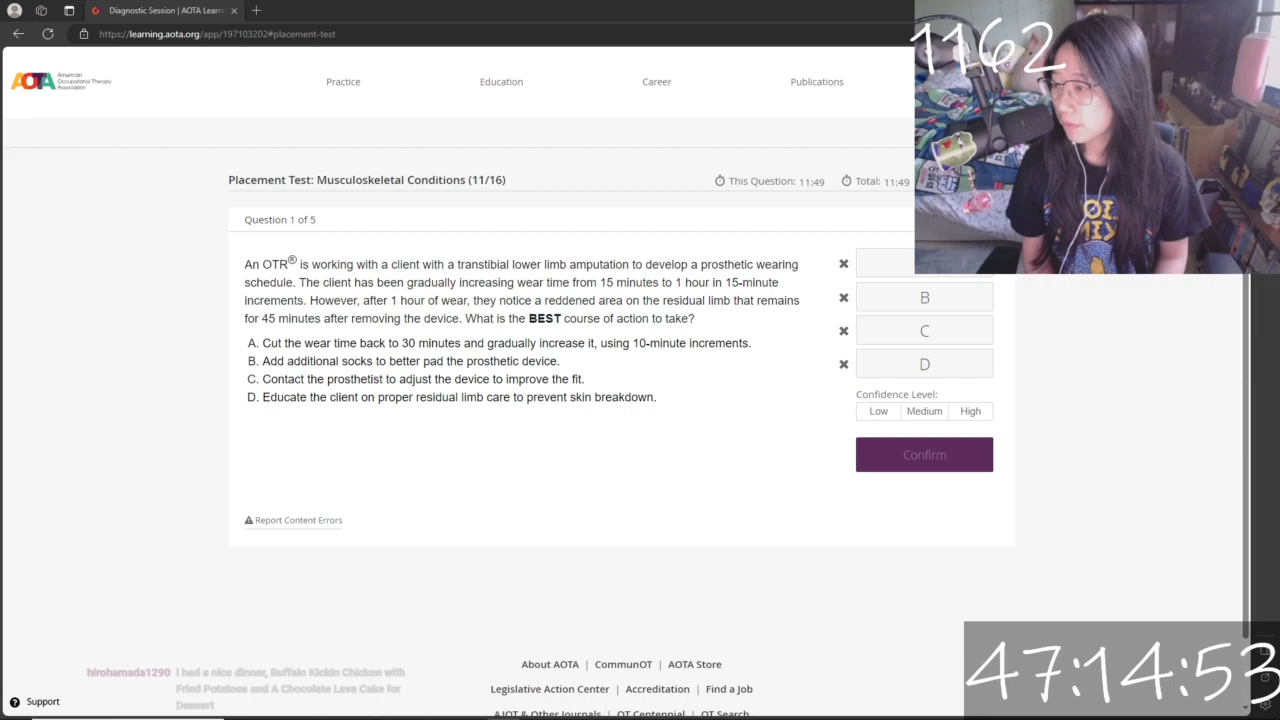 Diagnostic Session | AOTA Learn
https://learning.aota.org/app/197103202#placement-test
1162
AOTA
American
Occupational Therapy
Association
Practice
Education
Career
Publications
Placement Test: Musculoskeletal Conditions (11/16)
This Question: 11:49
Total: 11:49
Question 1 of 5
An OTR® is working with a client with a transtibial lower limb amputation to develop a prosthetic wearing
schedule. The client has been gradually increasing wear time from 15 minutes to 1 hour in 15-minute
increments. However, after 1 hour of wear, they notice a reddened area on the residual limb that remains
for 45 minutes after removing the device. What is the BEST course of action to take?
A. Cut the wear time back to 30 minutes and gradually increase it, using 10-minute increments.
B. Add additional socks to better pad the prosthetic device.
C. Contact the prosthetist to adjust the device to improve the fit.
D. Educate the client on proper residual limb care to prevent skin breakdown.
B
C
D
Confidence Level:
Low Medium High
Confirm
Report Content Errors
hirohamada1290 I had a nice dinner, Buffalo Kickin Chicken with
Fried Potatoes and A Chocolate Lava Cake for
Dessert
About AOTA | CommunOT | AOTA Store
Legislative Action Center | Accreditation | Find a Job
AJOT & Other Journals | OT Centennial | OT Search
Support
47:14:53